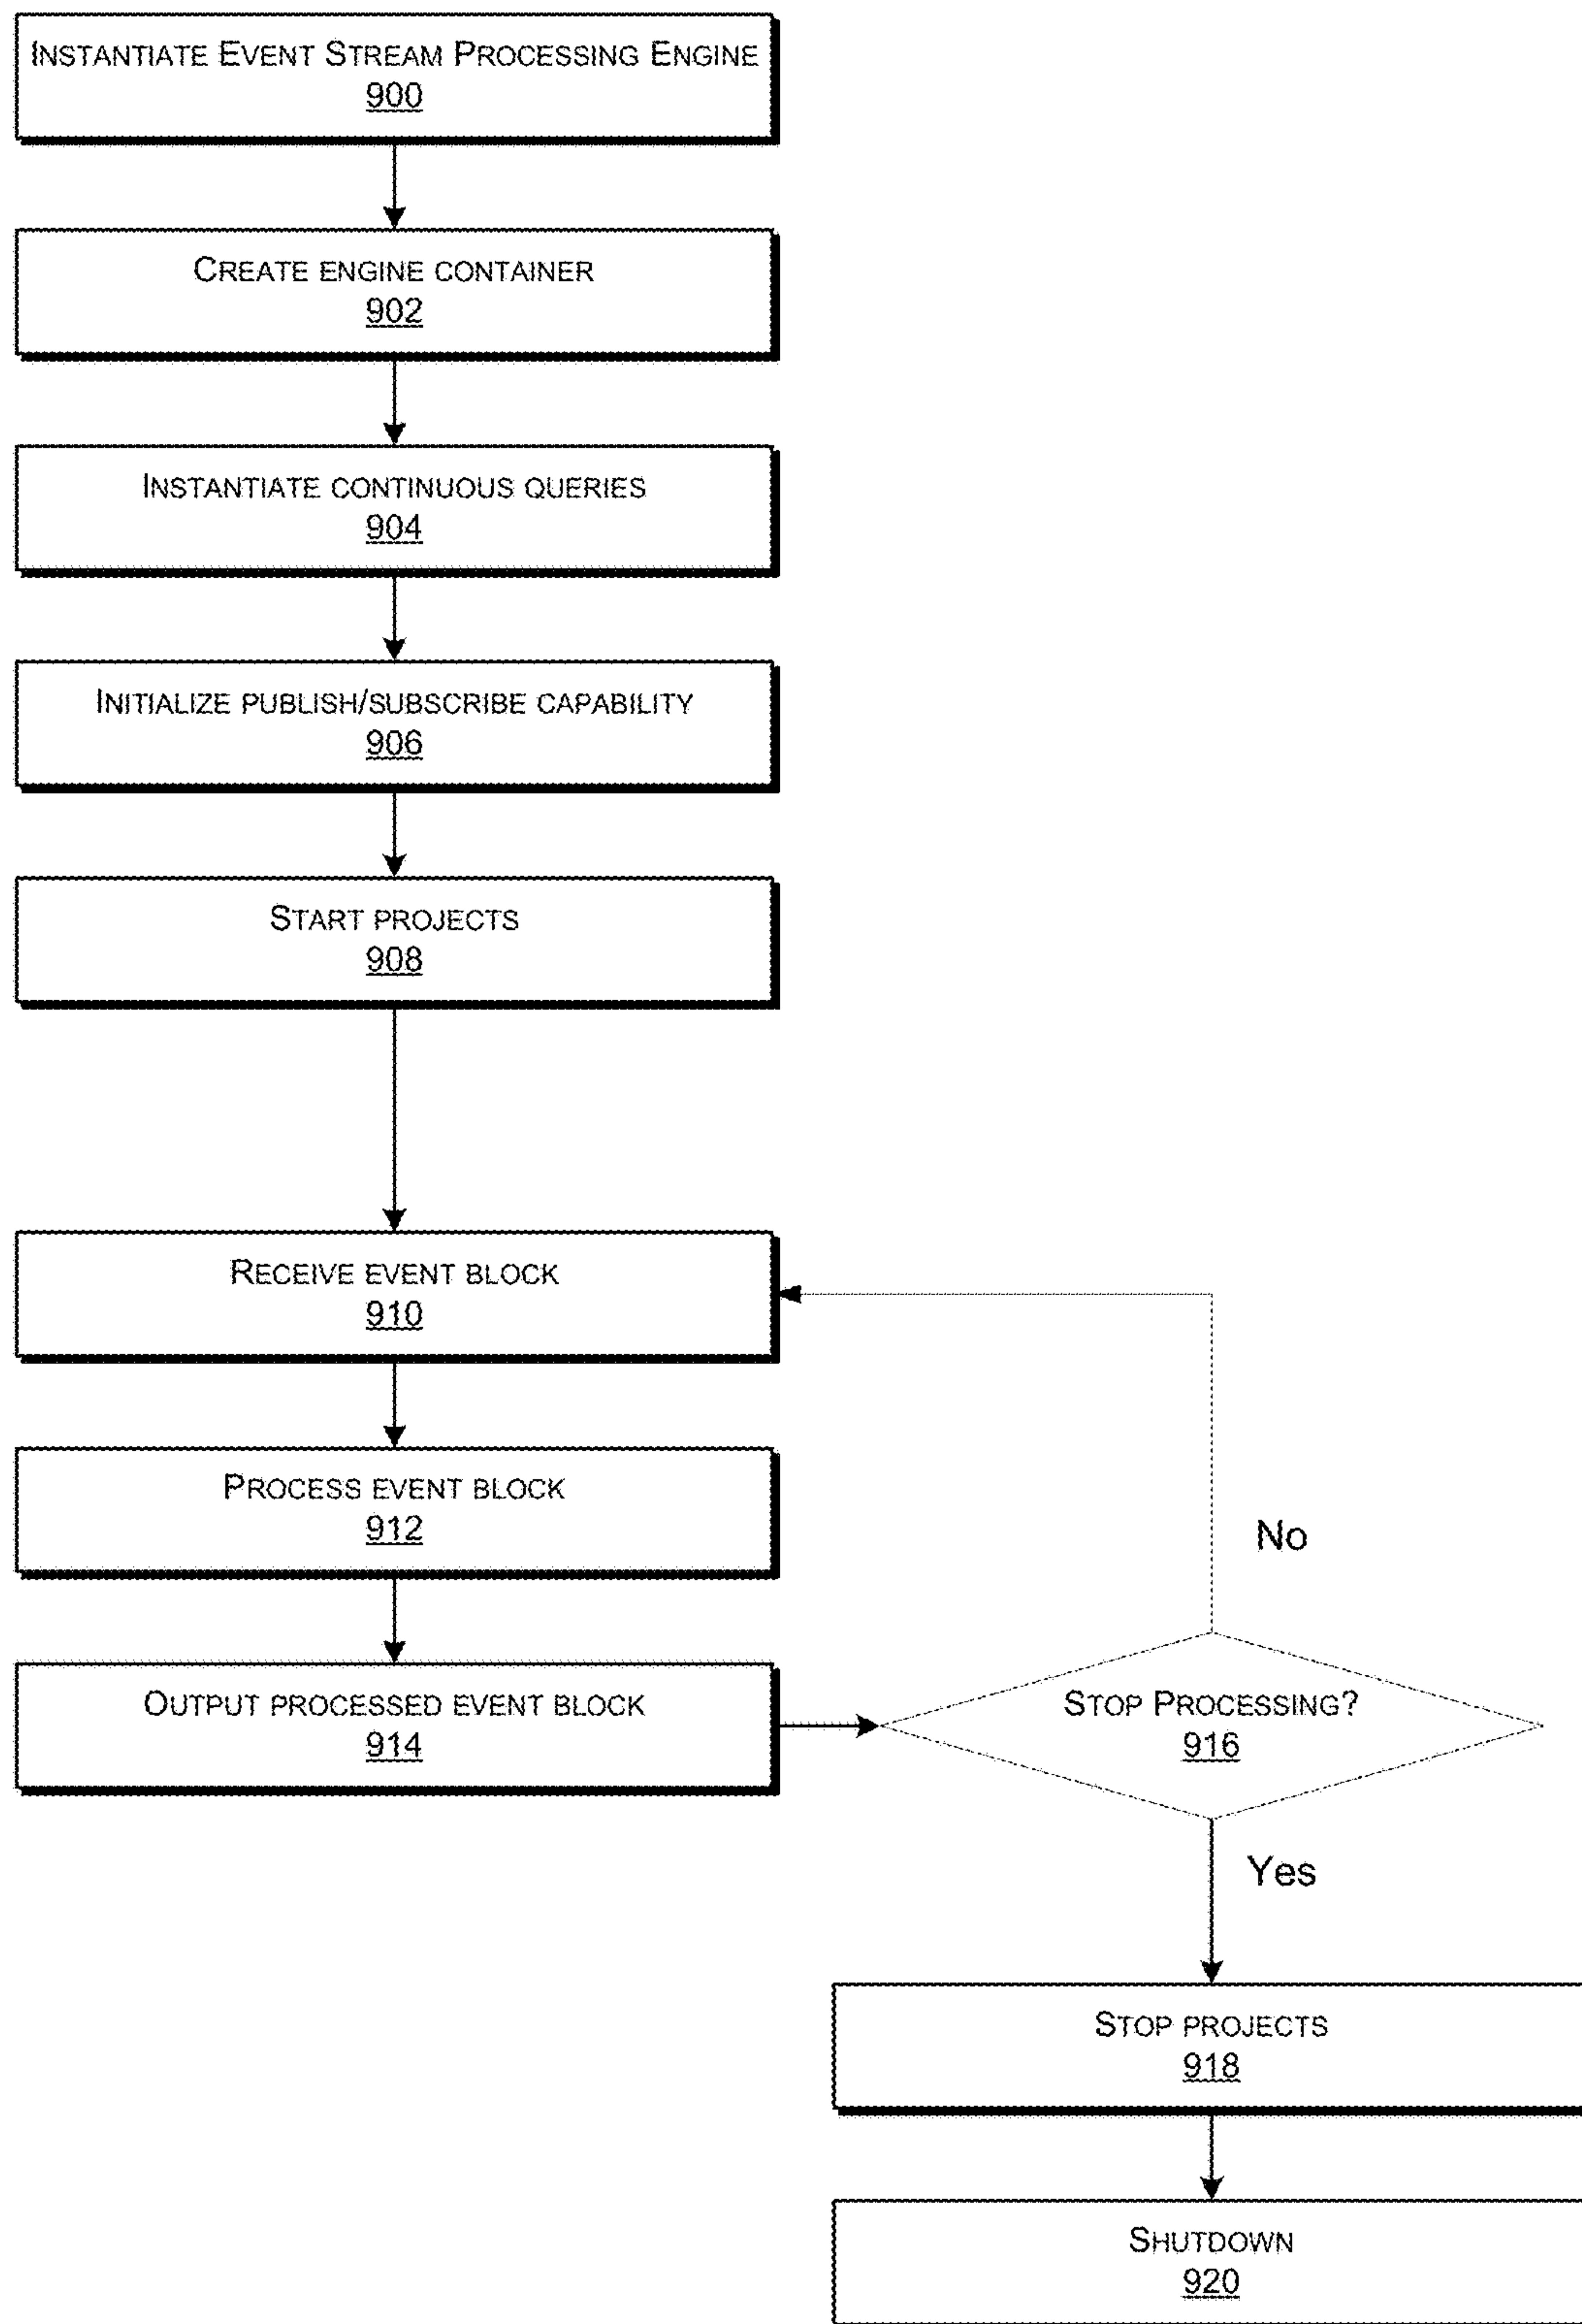 INSTANTIATE EVENT STREAM PROCESSING ENGINE
900
CREATE ENGINE CONTAINER
902
INSTANTIATE CONTINUOUS QUERIES
904
INITIALIZE PUBLISH/SUBSCRIBE CAPABILITY
906
START PROJECTS
908
RECEIVE EVENT BLOCK
910
PROCESS EVENT BLOCK
912
No
OUTPUT PROCESSED EVENT BLOCK
914
STOP PROCESSING?
916
Yes
STOP PROJECTS
918
SHUTDOWN
920